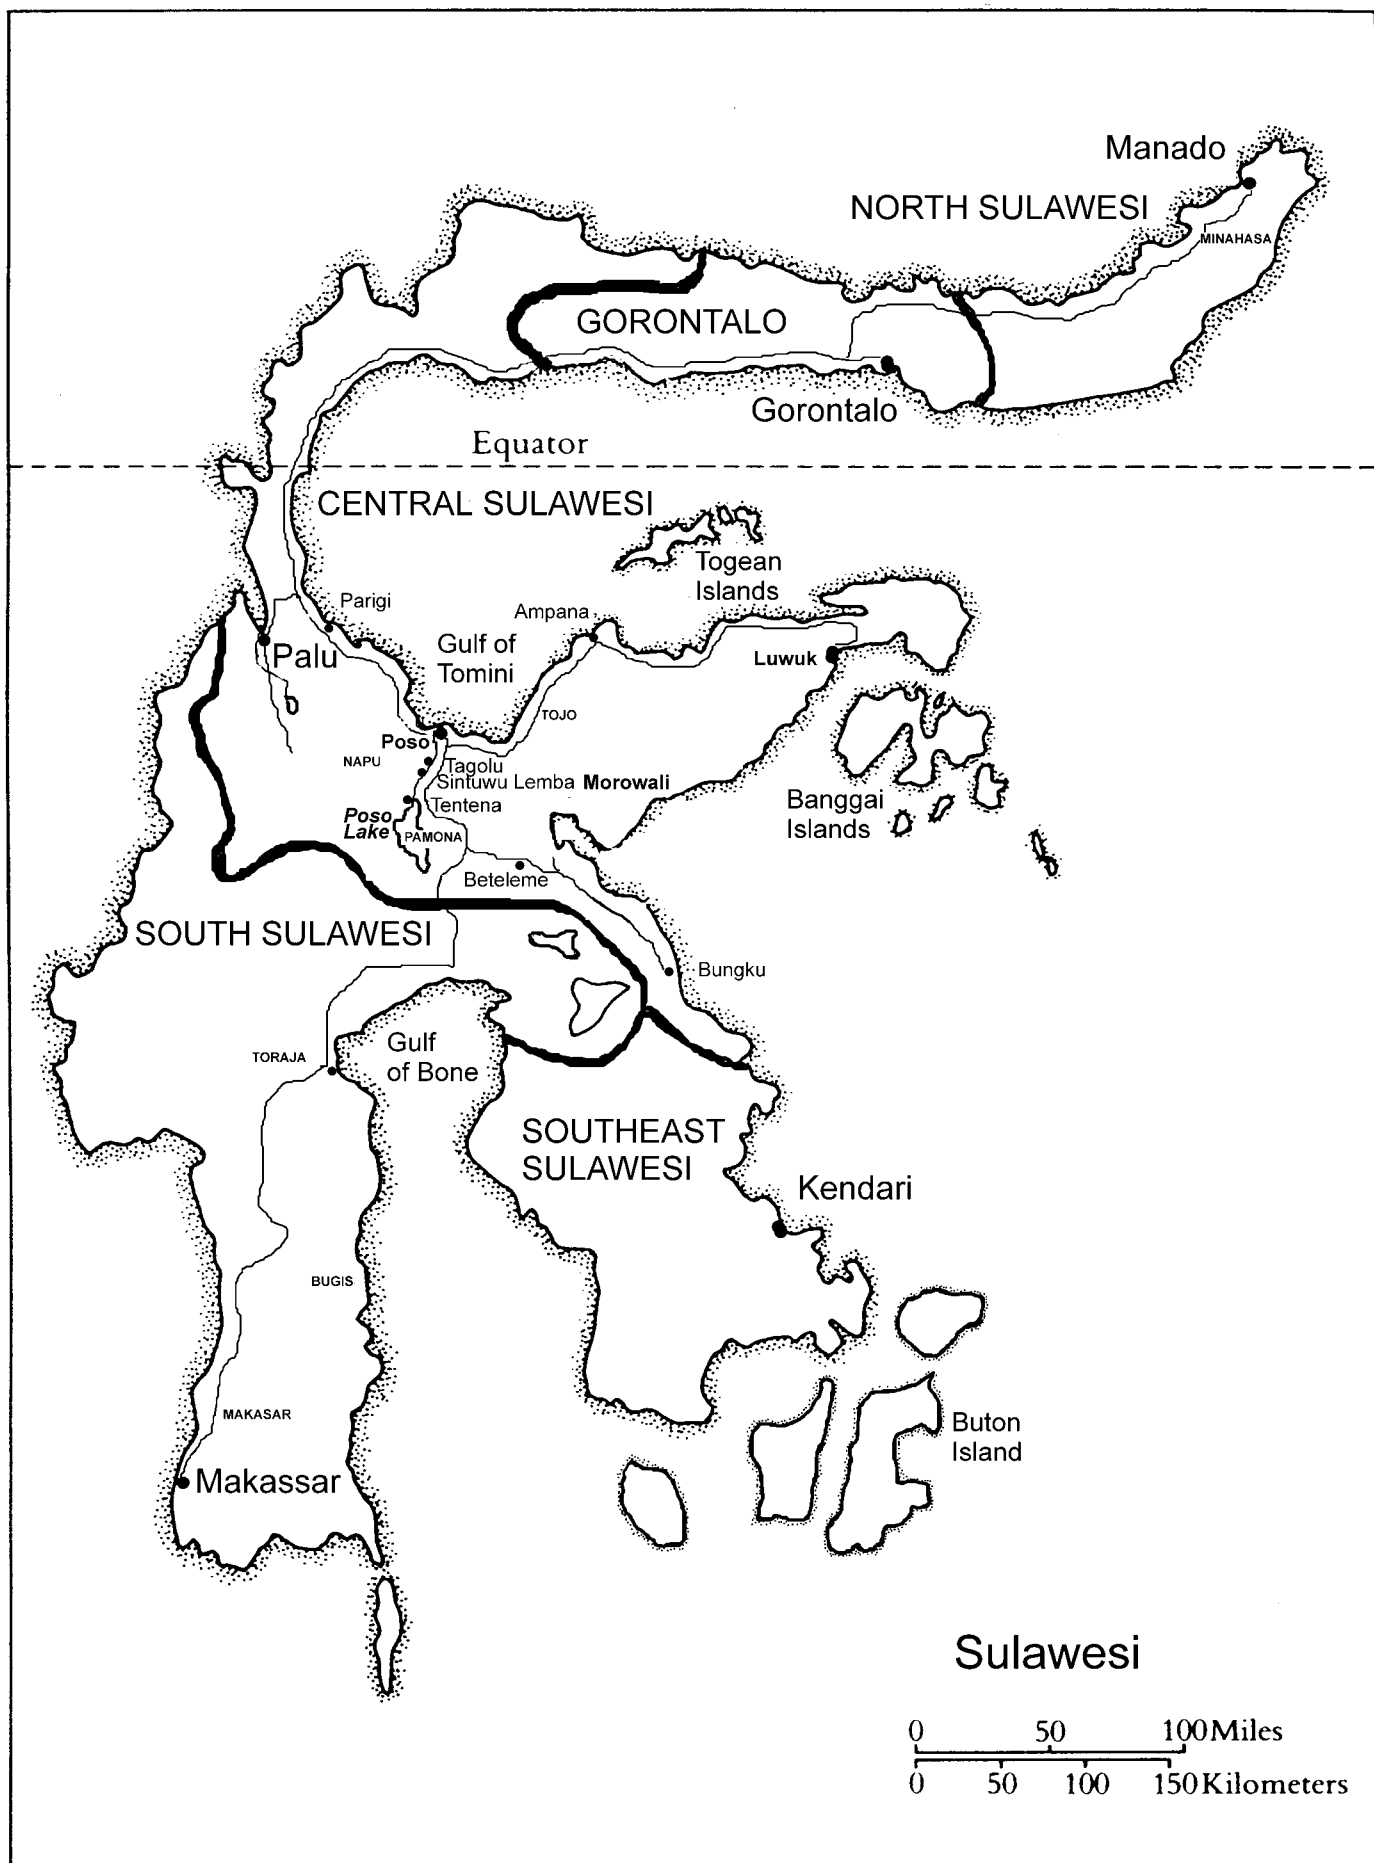 Manado
NORTH SULAWESI
MINAHASA
GORONTALO
Gorontalo
Equator
CENTRAL SULAWESI
Togean
Islands
Parigi
Ampana
Palu
Gulf of
Tomini
Luwuk
TOJO
Poso
NAPU
Tagolu
Sintuwu Lemba
Morowali
Tentena
Poso
Lake
PAMONA
Banggai
Islands
Beteleme
SOUTH SULAWESI
Bungku
Gulf
of Bone
TORAJA
SOUTHEAST
SULAWESI
Kendari
BUGIS
MAKASAR
Buton
Island
Makassar
Sulawesi
0 50 100 Miles
0 50 100 150 Kilometers